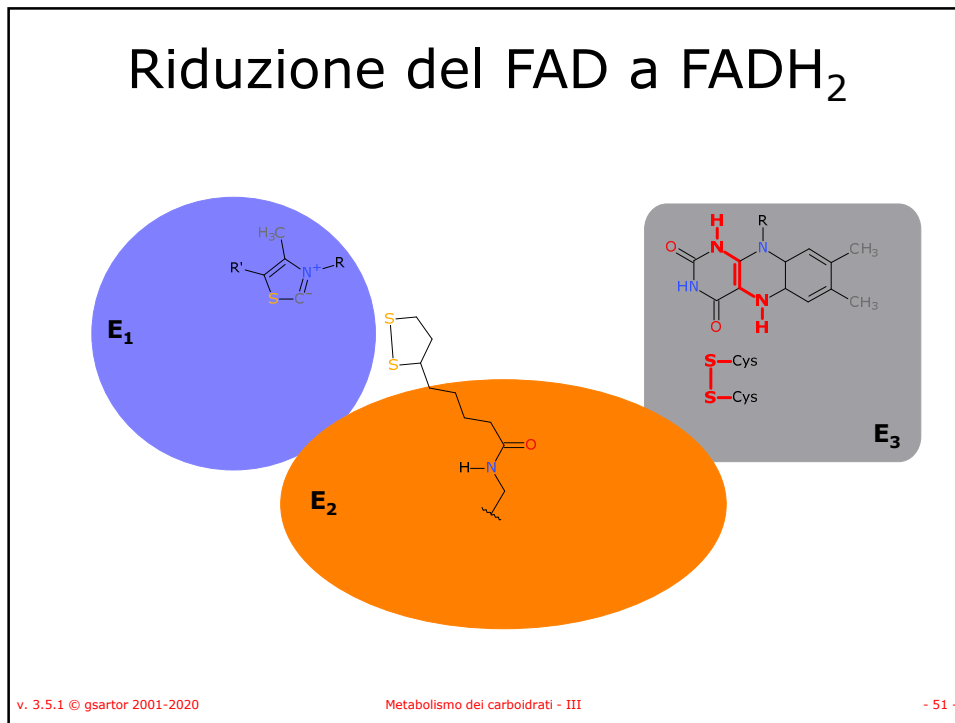 Riduzione del FAD a FADH₂
H₃C
R'
N⁺
R
S
C⁻
E₁
S
S
O
H
N
E₂
H
R
O
N
N
CH₃
HN
N
CH₃
O
H
S
Cys
S
Cys
E₃
v. 3.5.1 © gsartor 2001-2020
Metabolismo dei carboidrati - III
- 51 -